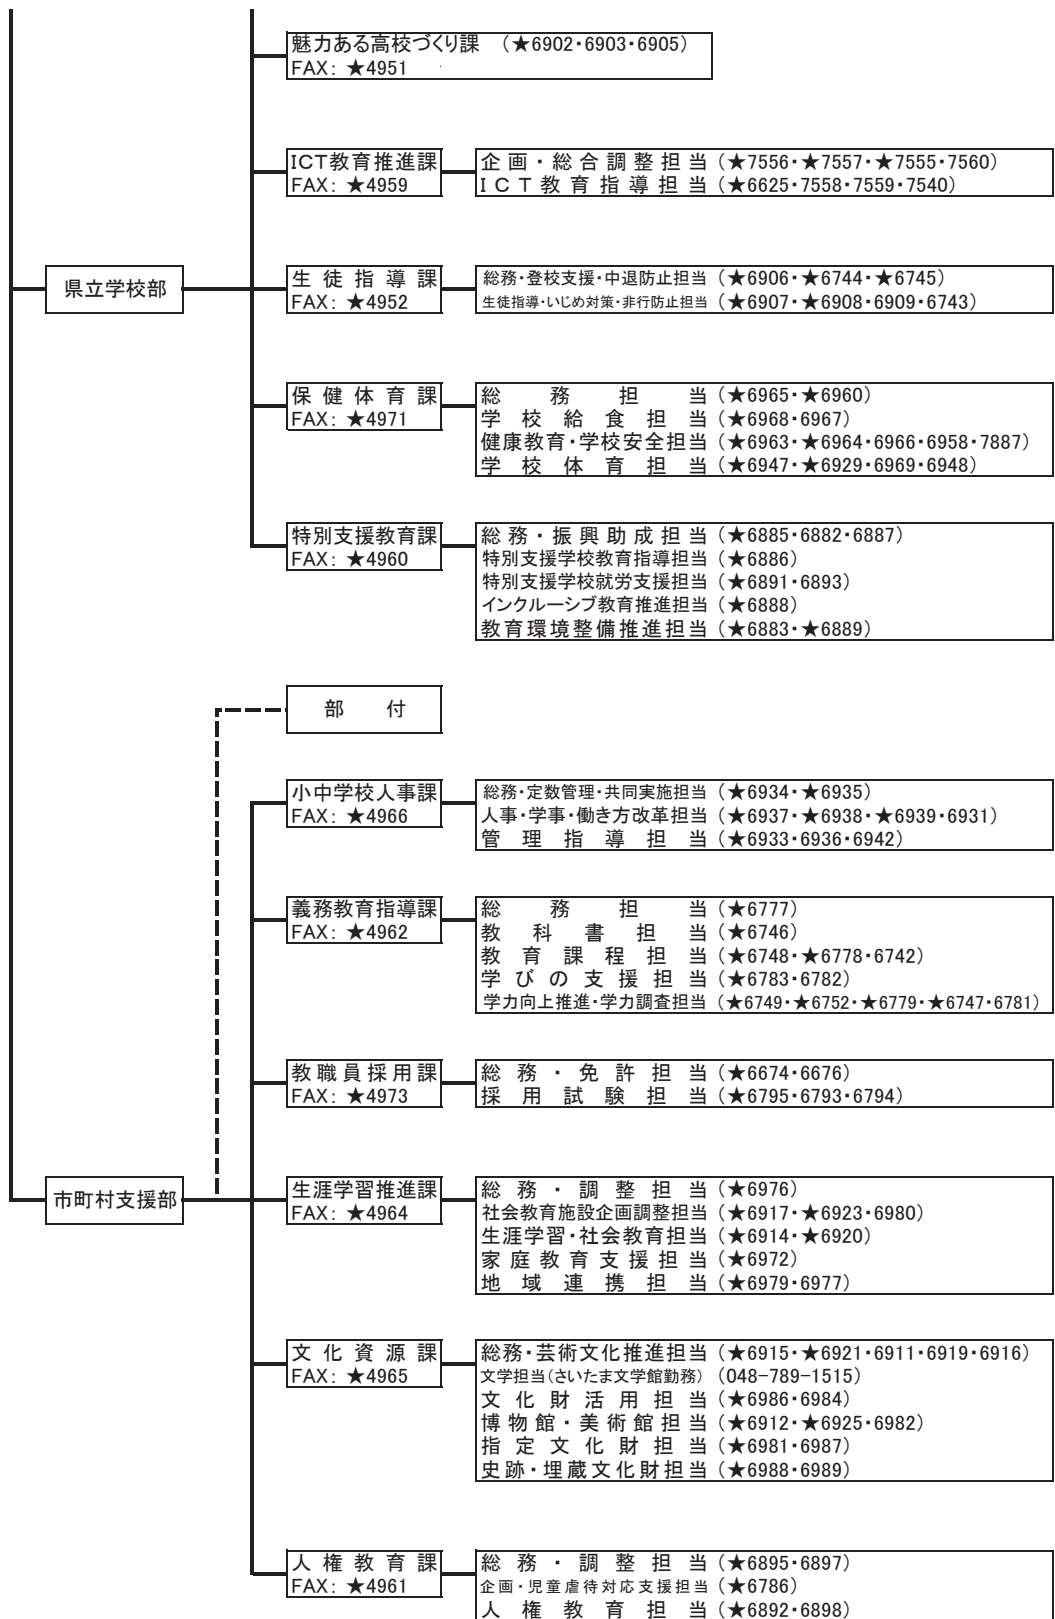 魅力ある高校づくり課 （★6902・6903・6905）
FAX: ★4951
ICT教育推進課
FAX: ★4959
企画・総合調整担当（★7556・★7557・★7555・7560）
ICT教育指導担当（★6625・7558・7559・7540）
県立学校部
生徒指導課
FAX: ★4952
総務・登校支援・中退防止担当（★6906・★6744・★6745）
生徒指導・いじめ対策・非行防止担当（★6907・★6908・6909・6743）
保健体育課
FAX: ★4971
総務担当（★6965・★6960）
学校給食担当（★6968・6967）
健康教育・学校安全担当（★6963・★6964・6966・6958・7887）
学校体育担当（★6947・★6929・6969・6948）
特別支援教育課
FAX: ★4960
総務・振興助成担当（★6885・6882・6887）
特別支援学校教育指導担当（★6886）
特別支援学校就労支援担当（★6891・6893）
インクルーシブ教育推進担当（★6888）
教育環境整備推進担当（★6883・★6889）
部付
小中学校人事課
FAX: ★4966
総務・定数管理・共同実施担当（★6934・★6935）
人事・学事・働き方改革担当（★6937・★6938・★6939・6931）
管理指導担当（★6933・6936・6942）
義務教育指導課
FAX: ★4962
総務担当（★6777）
教科書担当（★6746）
教育課程担当（★6748・★6778・6742）
学びの支援担当（★6783・6782）
学力向上推進・学力調査担当（★6749・★6752・★6779・★6747・6781）
教職員採用課
FAX: ★4973
総務・免許担当（★6674・6676）
採用試験担当（★6795・6793・6794）
市町村支援部
生涯学習推進課
FAX: ★4964
総務・調整担当（★6976）
社会教育施設企画調整担当（★6917・★6923・6980）
生涯学習・社会教育担当（★6914・★6920）
家庭教育支援担当（★6972）
地域連携担当（★6979・6977）
文化資源課
FAX: ★4965
総務・芸術文化推進担当（★6915・★6921・6911・6919・6916）
文学担当（さいたま文学館勤務）（048-789-1515）
文化財活用担当（★6986・6984）
博物館・美術館担当（★6912・★6925・6982）
指定文化財担当（★6981・6987）
史跡・埋蔵文化財担当（★6988・6989）
人権教育課
FAX: ★4961
総務・調整担当（★6895・6897）
企画・児童虐待対応支援担当（★6786）
人権教育担当（★6892・6898）